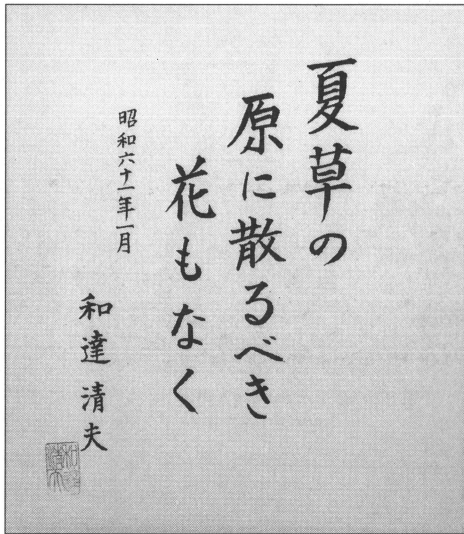 夏草の
原に散るべき
花もなく
昭和六十一年一月
和達清夫